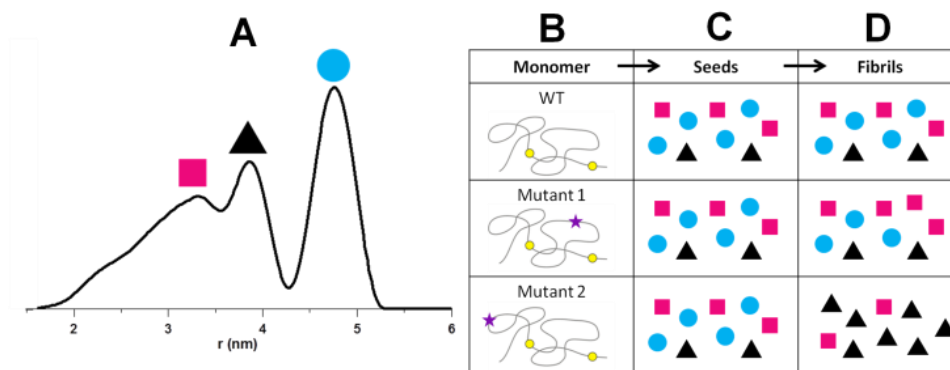 A
2
3
4
5
6
r (nm)
B
C
D
Monomer
Seeds
Fibrils
WT
Mutant 1
Mutant 2